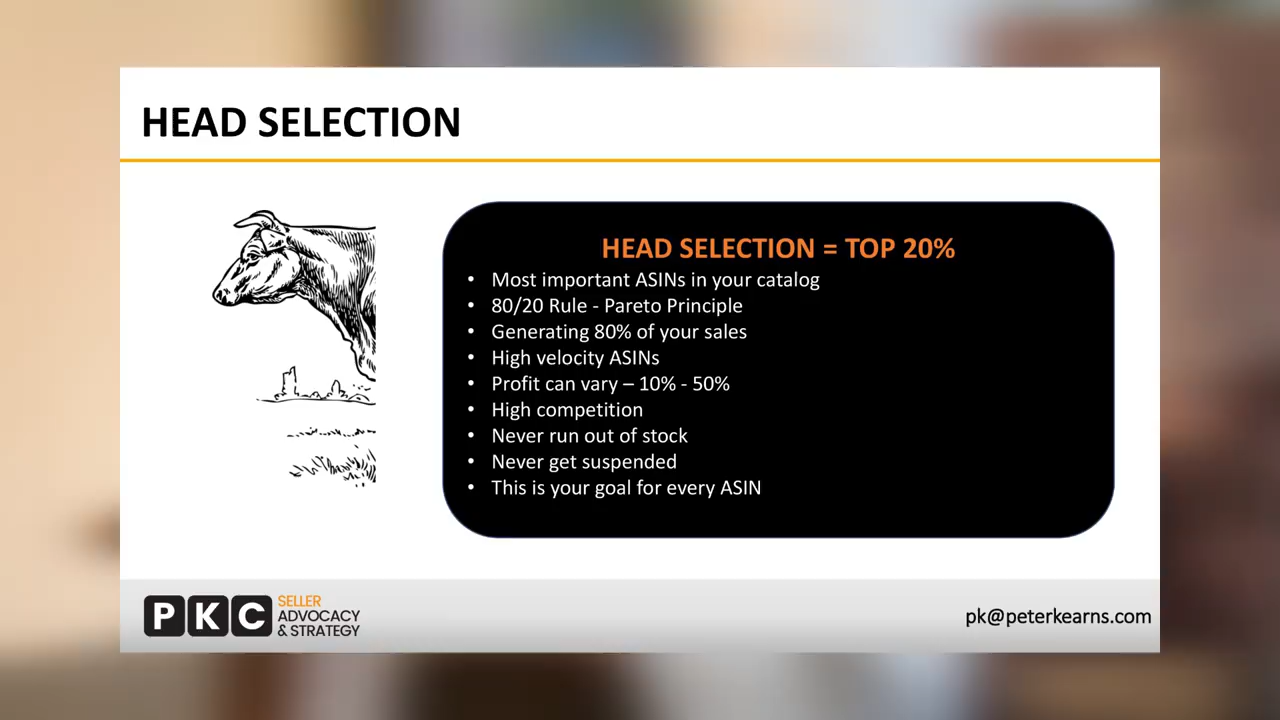 HEAD SELECTION
HEAD SELECTION = TOP 20%
• Most important ASINs in your catalog
• 80/20 Rule - Pareto Principle
• Generating 80% of your sales
• High velocity ASINs
• Profit can vary – 10% - 50%
• High competition
• Never run out of stock
• Never get suspended
• This is your goal for every ASIN
PKC
SELLER
ADVOCACY
& STRATEGY
pk@peterkearns.com